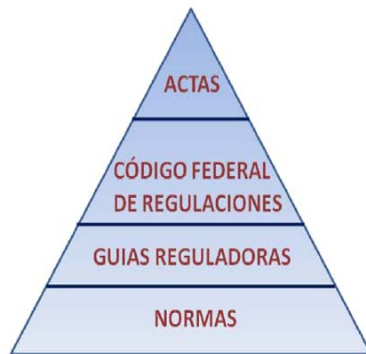 ACTAS
CÓDIGO FEDERAL
DE REGULACIONES
GUIAS REGULADORAS
NORMAS